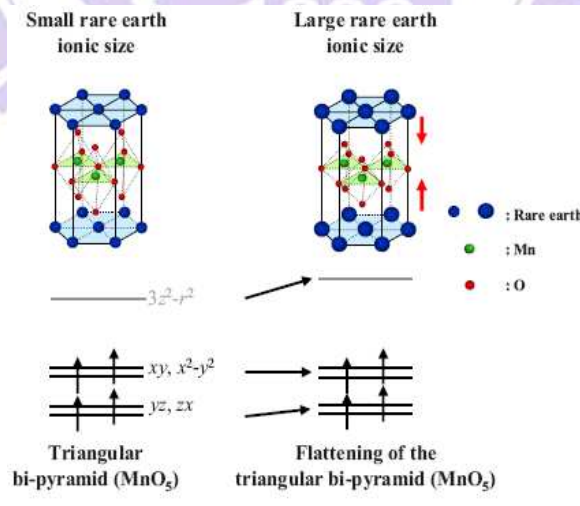 Small rare earth
ionic size
Large rare earth
ionic size
: Rare earth
: Mn
: O
3z²-r²
xy, x²-y²
yz, zx
Triangular
bi-pyramid (MnO₅)
Flattening of the
triangular bi-pyramid (MnO₅)